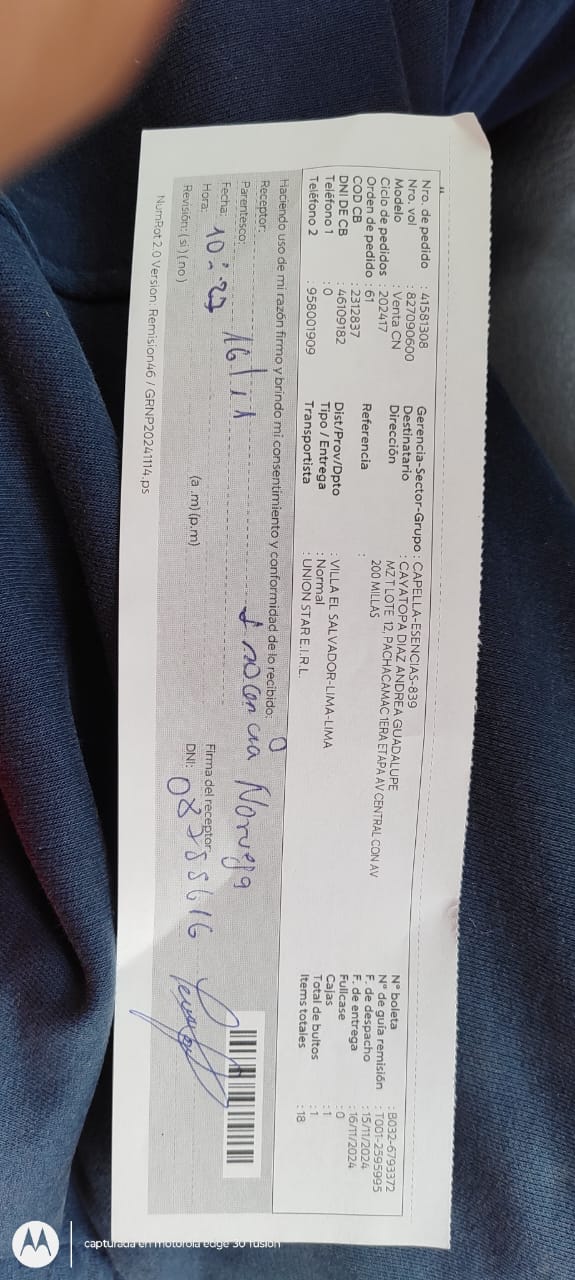 Nro. de pedido : 41581308
Nro. vol : 827090600
Modelo : Venta CN
Ciclo de pedidos : 202417
Orden de pedido : 61
COD CB : 2312837
DNI DE CB : 46109182
Teléfono 1 : 0
Teléfono 2 : 958001909
Gerencia-Sector-Grupo : CAPELLA-ESENCIAS-839
Destinatario : CAYATOPA DIAZ ANDREA GUADALUPE
Dirección : MZ T LOTE 12, PACHACAMAC 1ERA ETAPA AV CENTRAL CON AV
200 MILLAS
Referencia :
Dist/Prov/Dpto : VILLA EL SALVADOR-LIMA-LIMA
Tipo / Entrega : Normal
Transportista : UNION STAR E.I.R.L.
N° boleta : B032-6793372
N° de guía remisión : T001-2595995
F. de despacho : 15/11/2024
F. de entrega : 16/11/2024
Fullcase : 0
Cajas : 1
Total de bultos : 1
Items totales : 18
Haciendo uso de mi razón firmo y brindo mi consentimiento y conformidad de lo recibido:
Receptor: Inocencia Noruega
Parentesco:
Fecha: 16/11
Hora: 10:27 (a.m) (p.m)
Revisión: ( si ) ( no )
Firma del receptor:
DNI:
NumRot 2.0 Version: Remision46 / GRNP20241114.ps
capturada en motorola edge 30 fusion